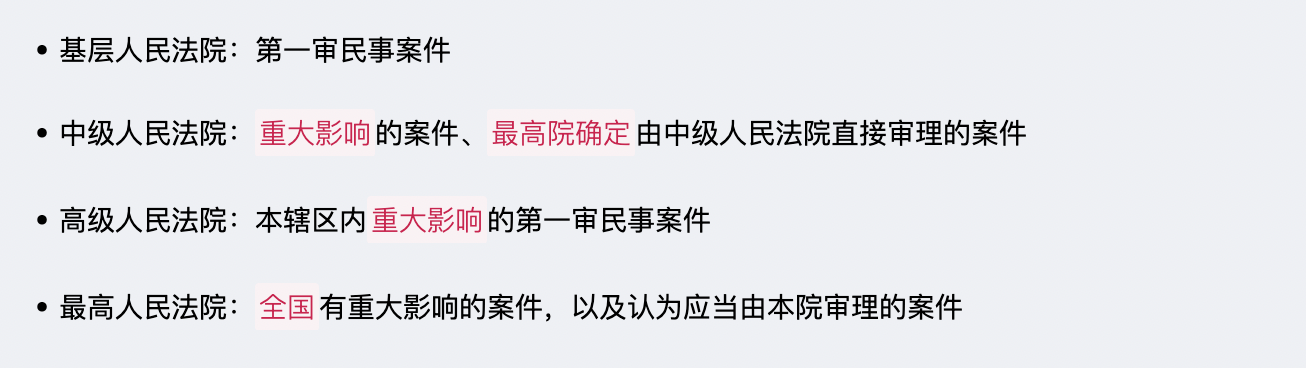 • 基层人民法院：第一审民事案件
• 中级人民法院：重大影响的案件、最高院确定由中级人民法院直接审理的案件
• 高级人民法院：本辖区内重大影响的第一审民事案件
• 最高人民法院：全国有重大影响的案件，以及认为应当由本院审理的案件